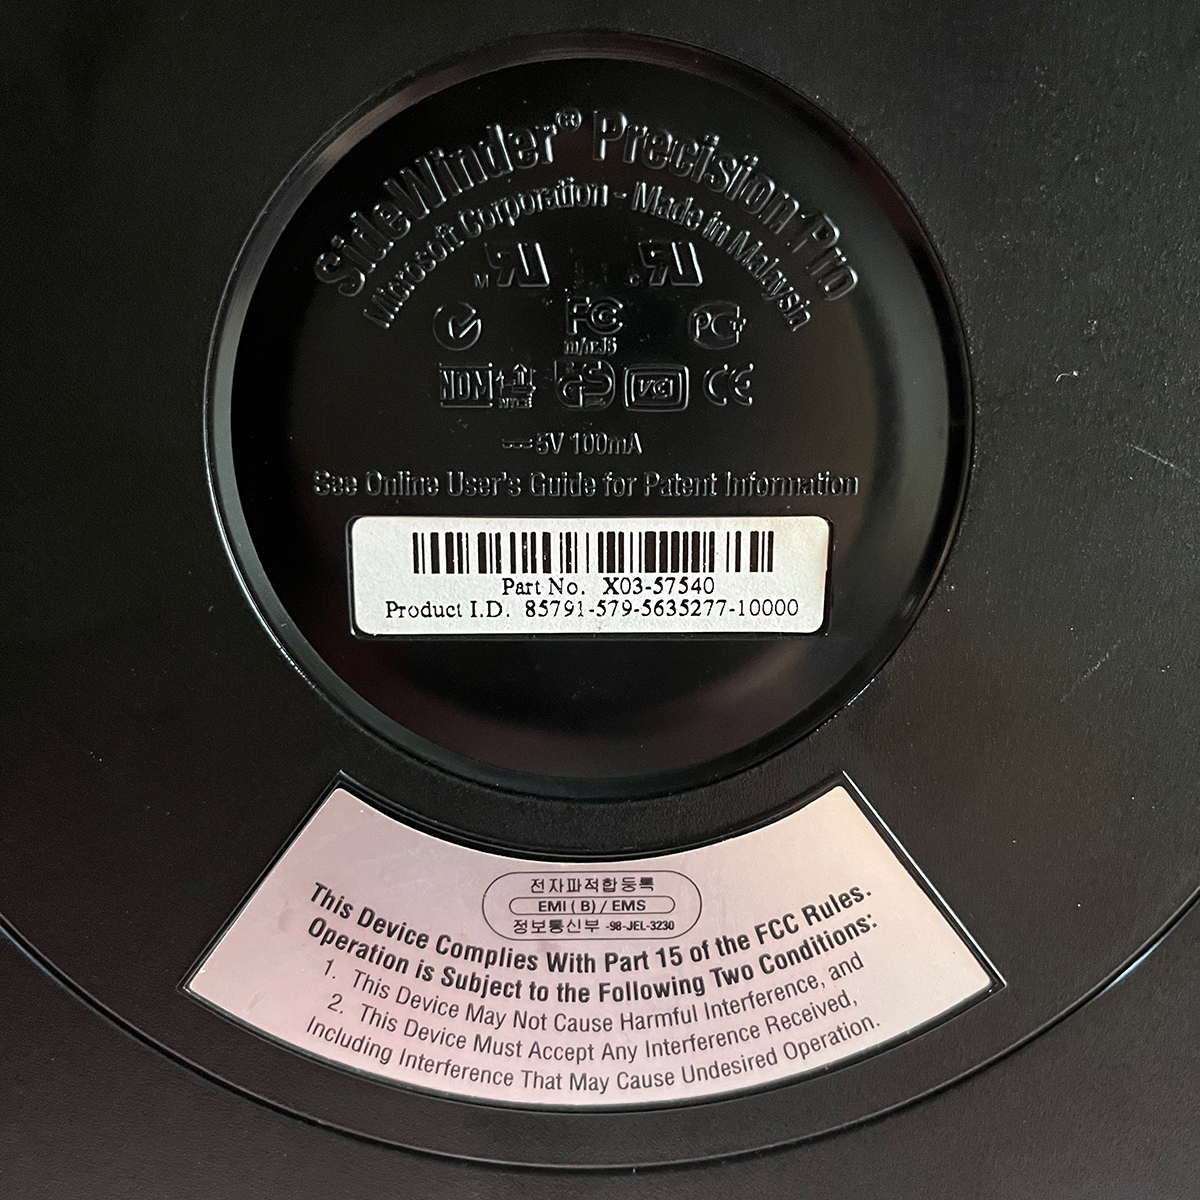 SideWinder® Precision Pro
Microsoft Corporation - Made in Malaysia
FC
NOM NYCE GS VCI CE
5V 100mA
See Online User's Guide for Patent Information
Part No. X03-57540
Product I.D. 85791-579-5635277-10000
전자파적합등록
EMI ( B ) / EMS
정보통신부 -98-JEL-3230
This Device Complies With Part 15 of the FCC Rules.
Operation is Subject to the Following Two Conditions:
1. This Device May Not Cause Harmful Interference, and
2. This Device Must Accept Any Interference Received,
Including Interference That May Cause Undesired Operation.